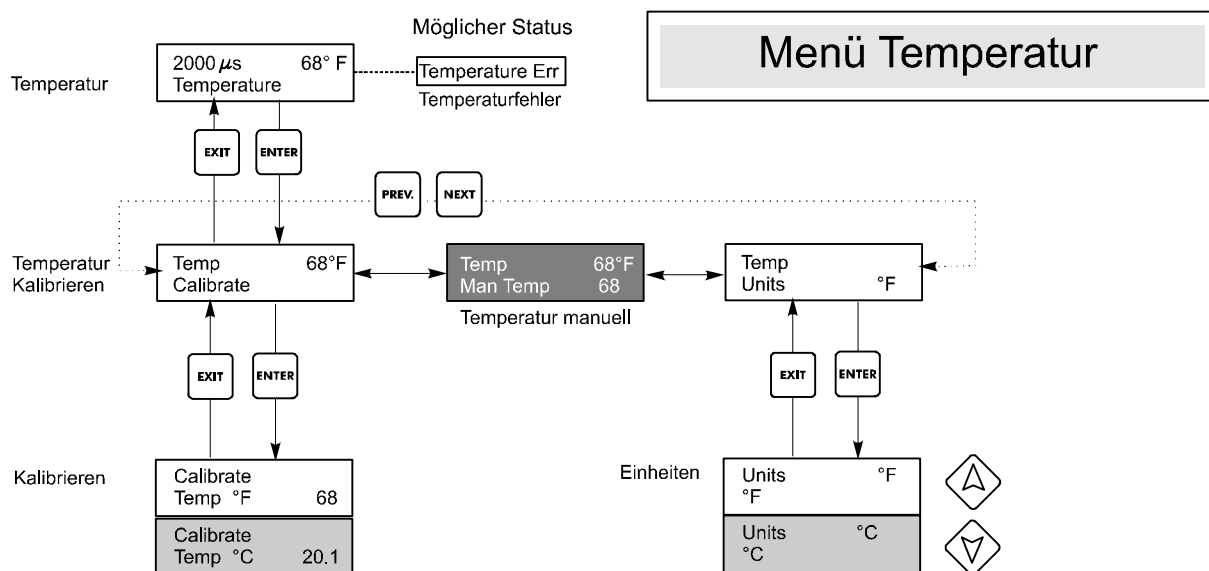 Möglicher Status
Menü Temperatur
Temperatur
2000 µs 68° F
Temperature
Temperature Err
Temperaturfehler
EXIT
ENTER
PREV.
NEXT
Temperatur
Kalibrieren
Temp 68°F
Calibrate
Temp 68°F
Man Temp 68
Temperatur manuell
Temp
Units °F
EXIT
ENTER
EXIT
ENTER
Kalibrieren
Calibrate
Temp °F 68
Calibrate
Temp °C 20.1
Einheiten
Units °F
°F
Units °C
°C